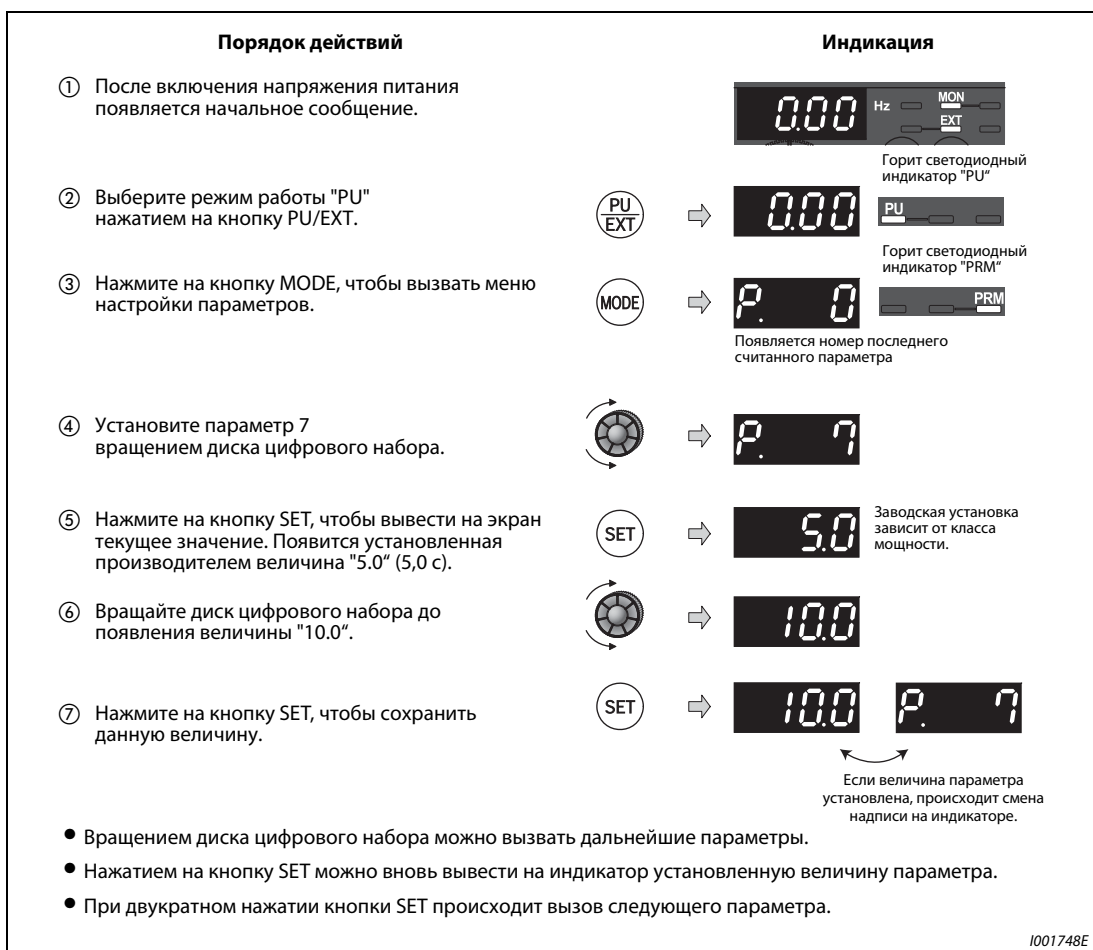 Порядок действий
Индикация
① После включения напряжения питания
появляется начальное сообщение.
0.00 Hz MON
EXT
Горит светодиодный
индикатор "PU“
② Выберите режим работы "PU"
нажатием на кнопку PU/EXT.
PU
EXT
0.00
PU
Горит светодиодный
индикатор "PRM“
③ Нажмите на кнопку MODE, чтобы вызвать меню
настройки параметров.
MODE
P. 0
PRM
Появляется номер последнего
считанного параметра
④ Установите параметр 7
вращением диска цифрового набора.
P. 7
⑤ Нажмите на кнопку SET, чтобы вывести на экран
текущее значение. Появится установленная
производителем величина "5.0“ (5,0 с).
SET
5.0
Заводская установка
зависит от класса
мощности.
⑥ Вращайте диск цифрового набора до
появления величины "10.0“.
10.0
⑦ Нажмите на кнопку SET, чтобы сохранить
данную величину.
SET
10.0
P. 7
Если величина параметра
установлена, происходит смена
надписи на индикаторе.
● Вращением диска цифрового набора можно вызвать дальнейшие параметры.
● Нажатием на кнопку SET можно вновь вывести на индикатор установленную величину параметра.
● При двукратном нажатии кнопки SET происходит вызов следующего параметра.
I001748E